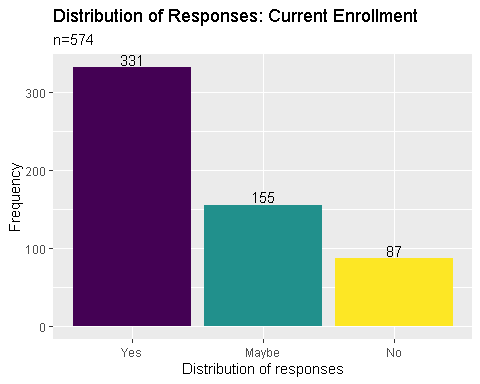 Distribution of Responses: Current Enrollment
n=574
331
155
87
Frequency
300
200
100
0
Yes Maybe No
Distribution of responses